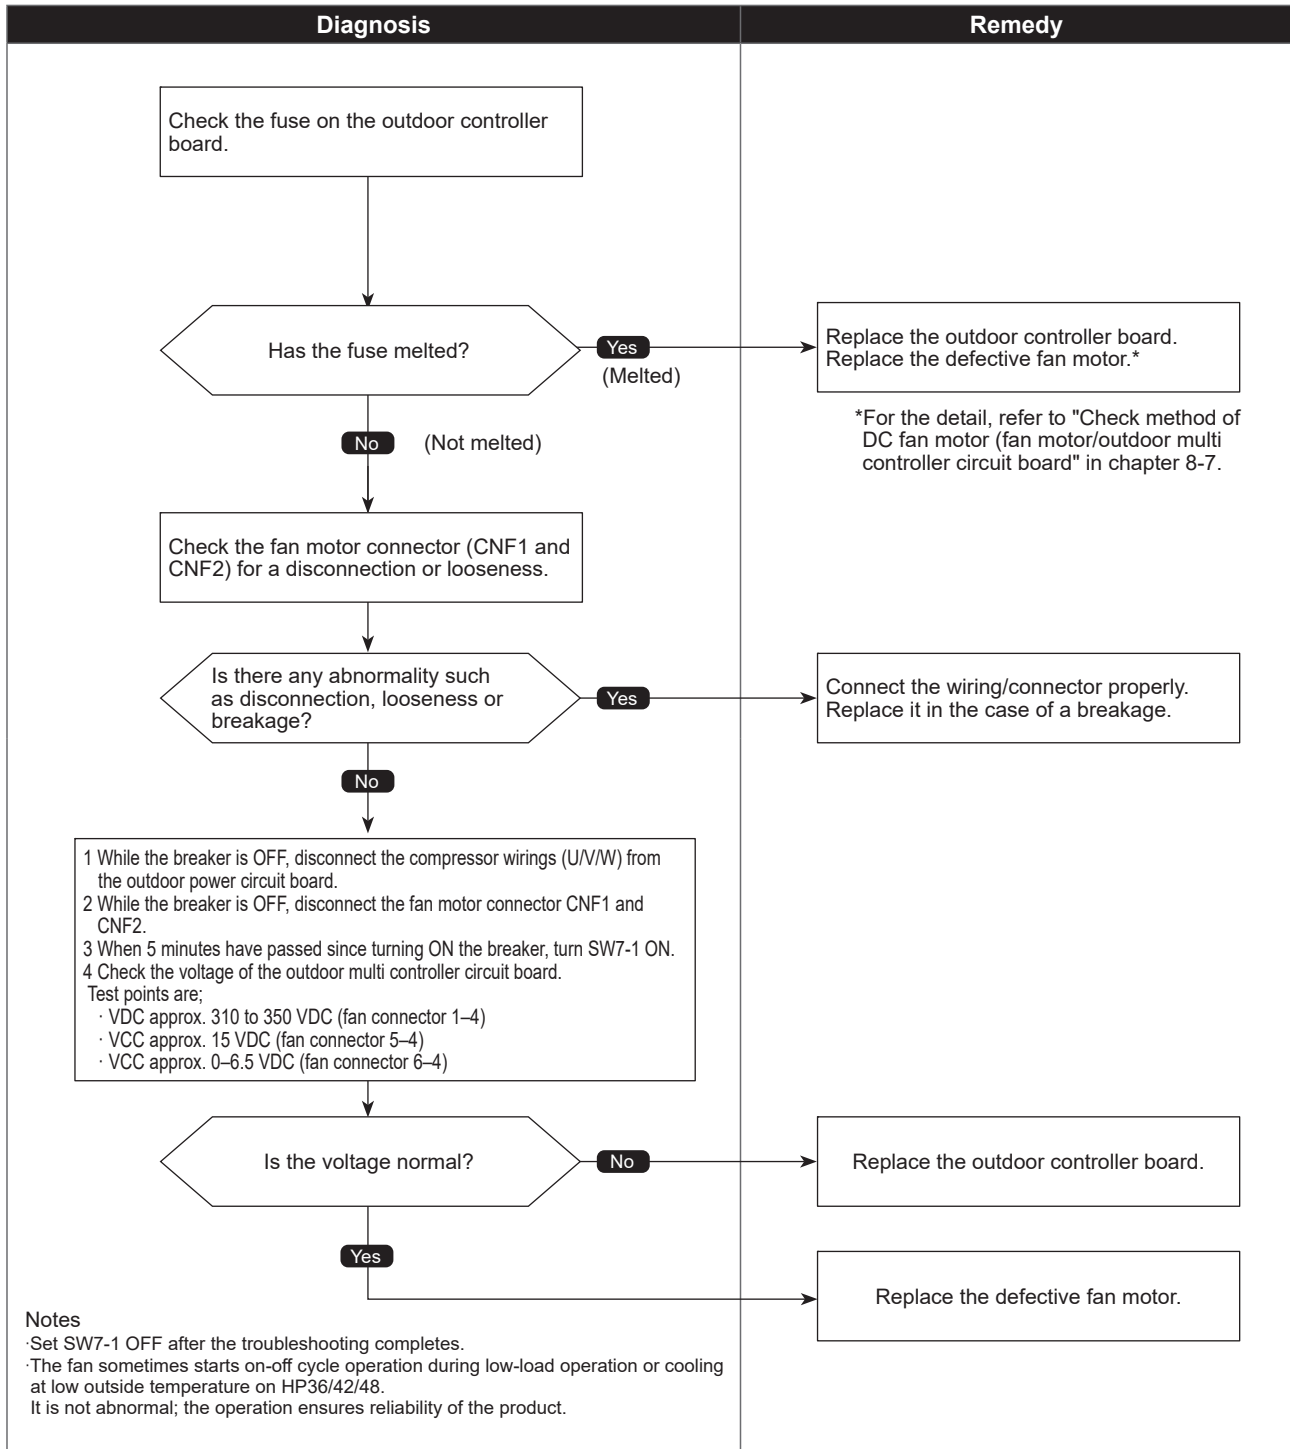 Diagnosis
Remedy
Check the fuse on the outdoor controller
board.
Has the fuse melted?
Yes
(Melted)
Replace the outdoor controller board.
Replace the defective fan motor.*
*For the detail, refer to "Check method of
DC fan motor (fan motor/outdoor multi
controller circuit board" in chapter 8-7.
No
(Not melted)
Check the fan motor connector (CNF1 and
CNF2) for a disconnection or looseness.
Is there any abnormality such
as disconnection, looseness or
breakage?
Yes
Connect the wiring/connector properly.
Replace it in the case of a breakage.
No
1 While the breaker is OFF, disconnect the compressor wirings (U/V/W) from
the outdoor power circuit board.
2 While the breaker is OFF, disconnect the fan motor connector CNF1 and
CNF2.
3 When 5 minutes have passed since turning ON the breaker, turn SW7-1 ON.
4 Check the voltage of the outdoor multi controller circuit board.
Test points are;
· VDC approx. 310 to 350 VDC (fan connector 1–4)
· VCC approx. 15 VDC (fan connector 5–4)
· VCC approx. 0–6.5 VDC (fan connector 6–4)
Is the voltage normal?
No
Replace the outdoor controller board.
Yes
Replace the defective fan motor.
Notes
·Set SW7-1 OFF after the troubleshooting completes.
·The fan sometimes starts on-off cycle operation during low-load operation or cooling
at low outside temperature on HP36/42/48.
It is not abnormal; the operation ensures reliability of the product.